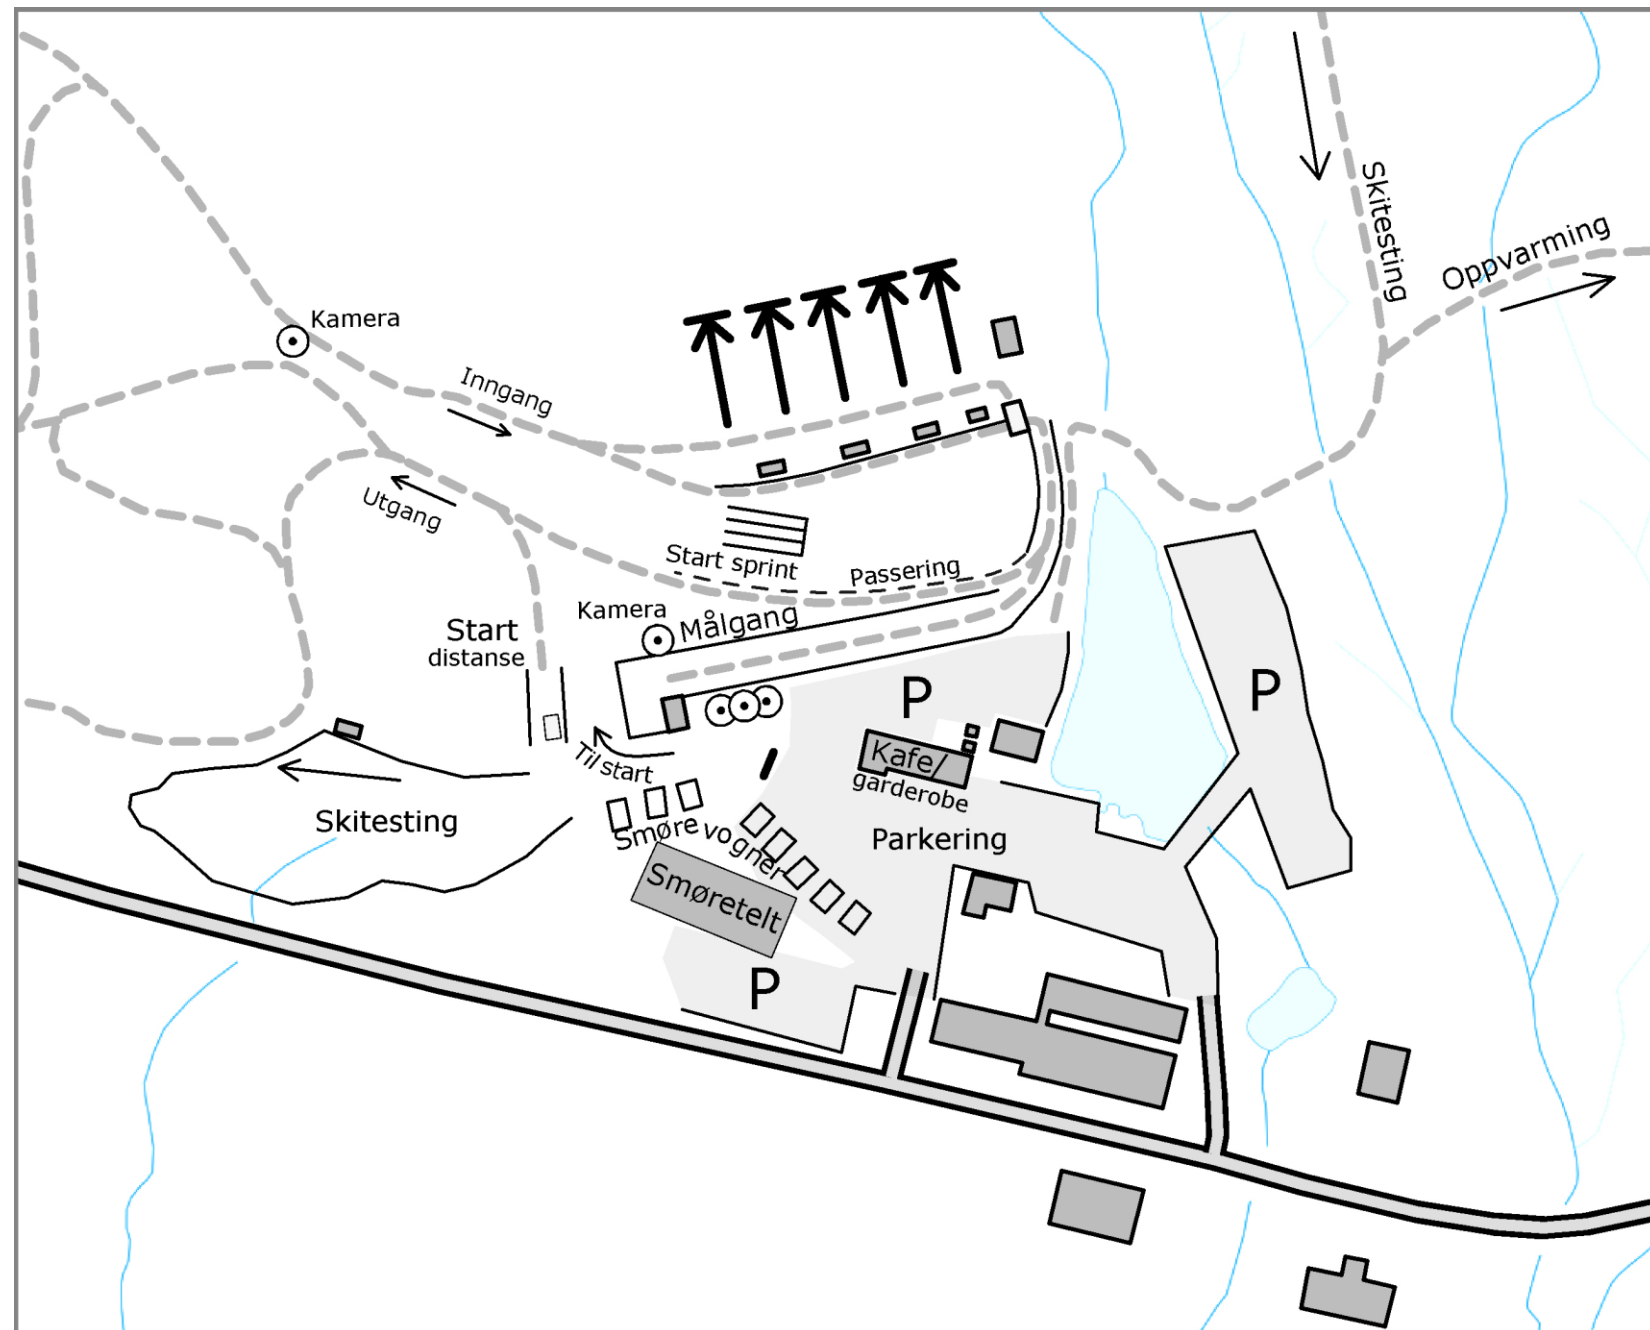 Skitesting
Oppvarming
Kamera
Inngang
Utgang
Start sprint
Passering
Kamera
Målgang
Start
distanse
P
P
Til start
Kafe/
garderobe
Skitesting
Smøre vogner
Parkering
Smøretelt
P